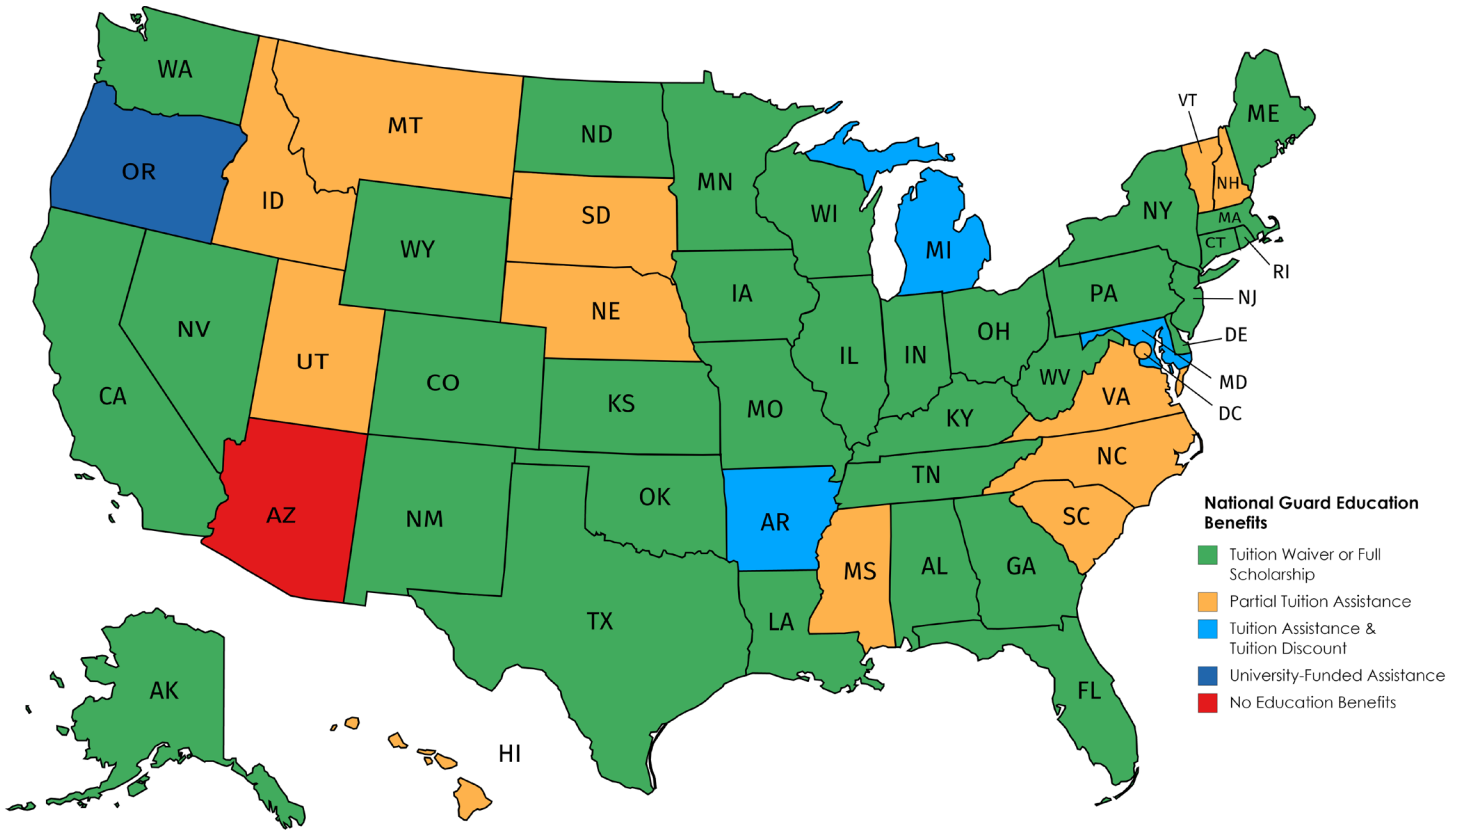 WA
OR
MT
ID
ND
MN
SD
WI
WY
NE
IA
MI
VT
ME
NH
NY
MA
CT
RI
PA
NJ
DE
MD
DC
NV
UT
CA
CO
KS
MO
IL
IN
OH
WV
VA
KY
NC
TN
SC
AZ
NM
OK
AR
TX
LA
MS
AL
GA
FL
AK
HI
National Guard Education
Benefits
Tuition Waiver or Full
Scholarship
Partial Tuition Assistance
Tuition Assistance &
Tuition Discount
University-Funded Assistance
No Education Benefits